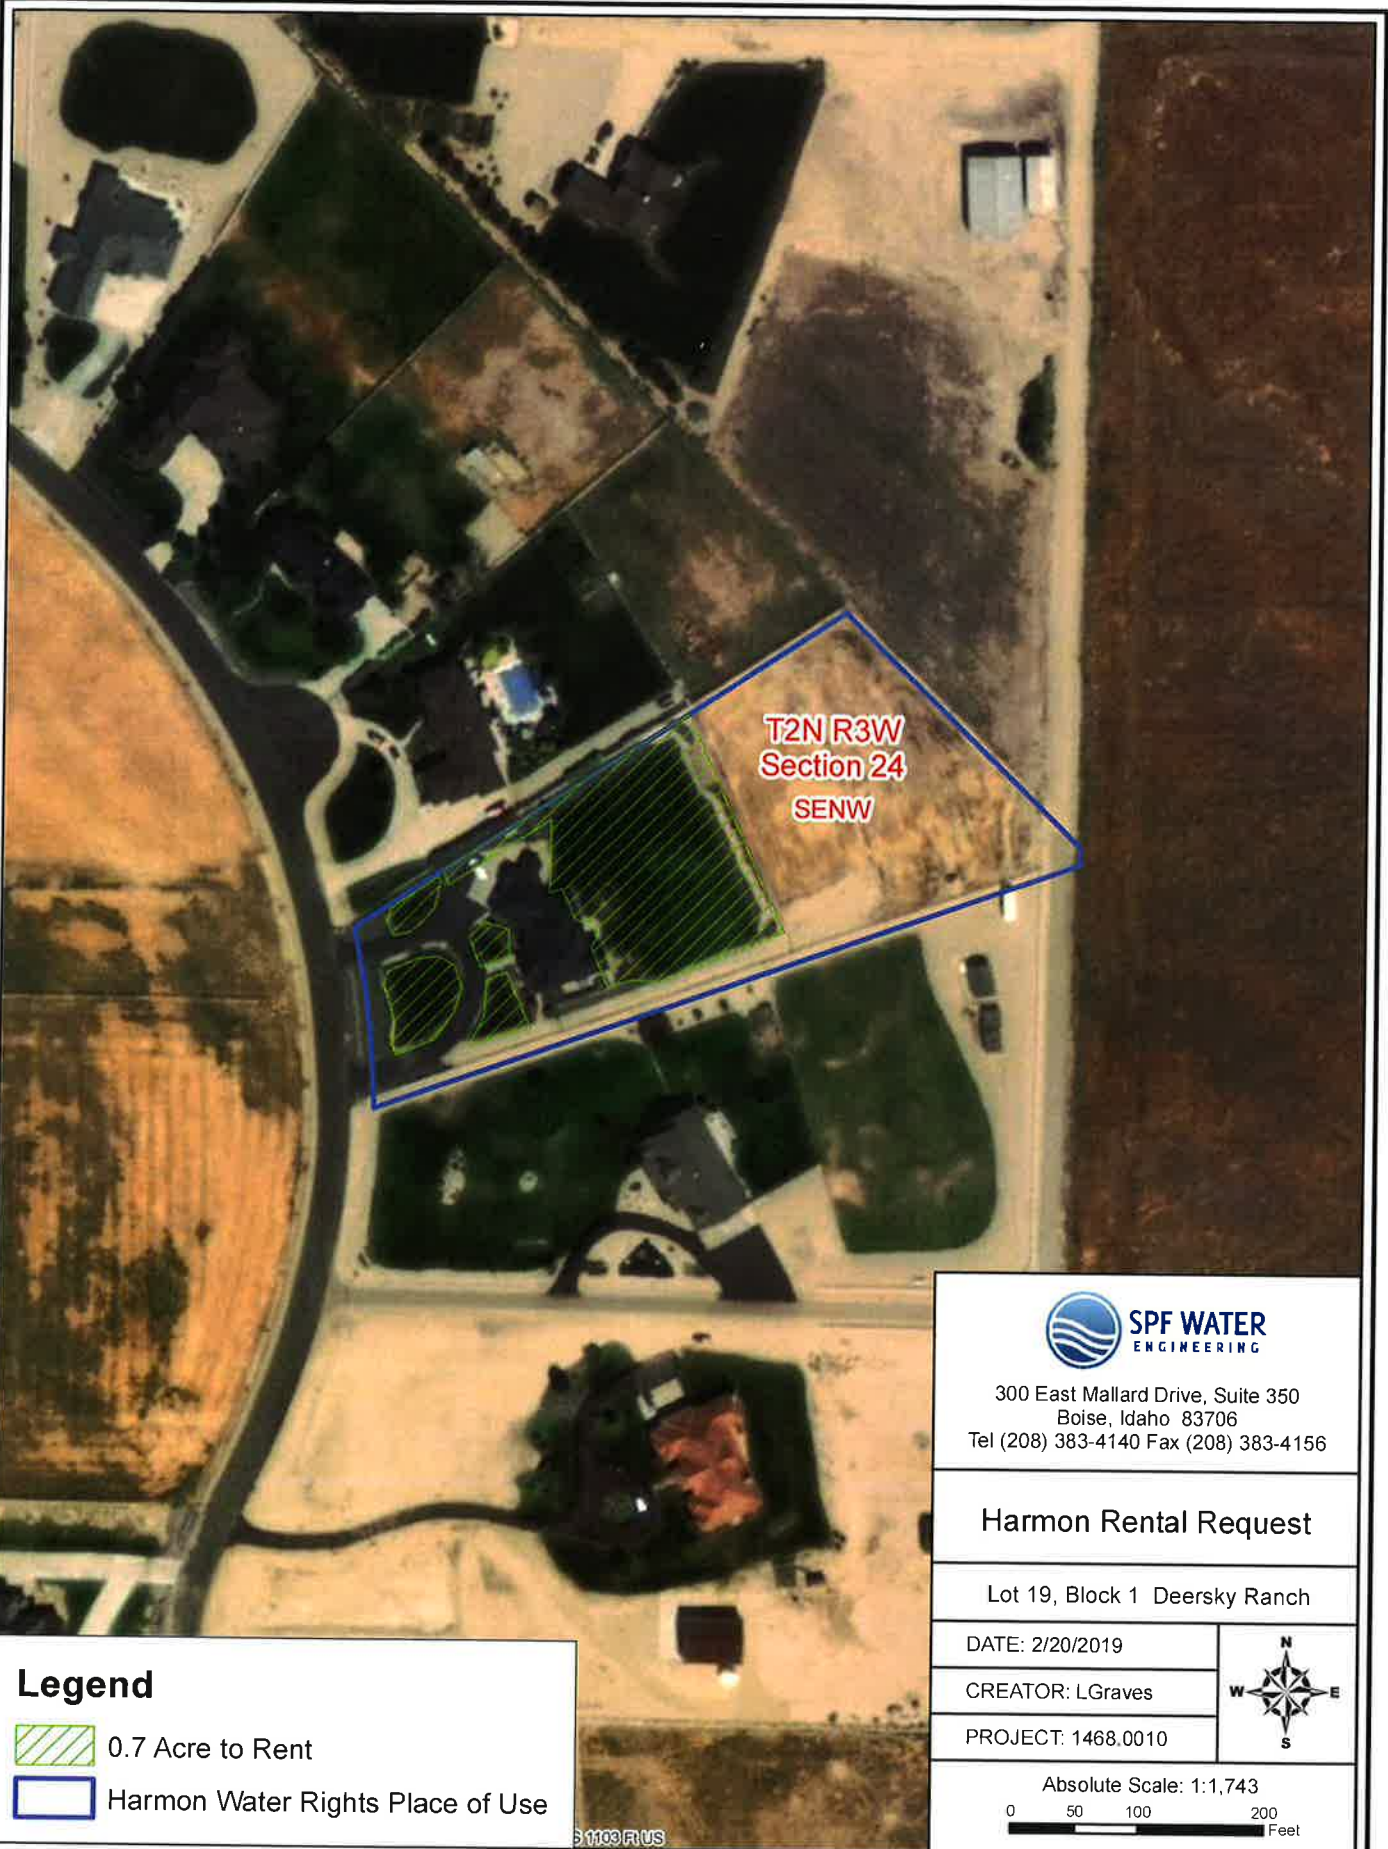 T2N R3W
Section 24
SENW
SPF WATER
ENGINEERING
300 East Mallard Drive, Suite 350
Boise, Idaho 83706
Tel (208) 383-4140 Fax (208) 383-4156
Harmon Rental Request
Lot 19, Block 1 Deersky Ranch
DATE: 2/20/2019
CREATOR: LGraves
PROJECT: 1468.0010
N
W E
S
Absolute Scale: 1:1,743
0 50 100 200
Feet
Legend
0.7 Acre to Rent
Harmon Water Rights Place of Use
S 1103 Ft US